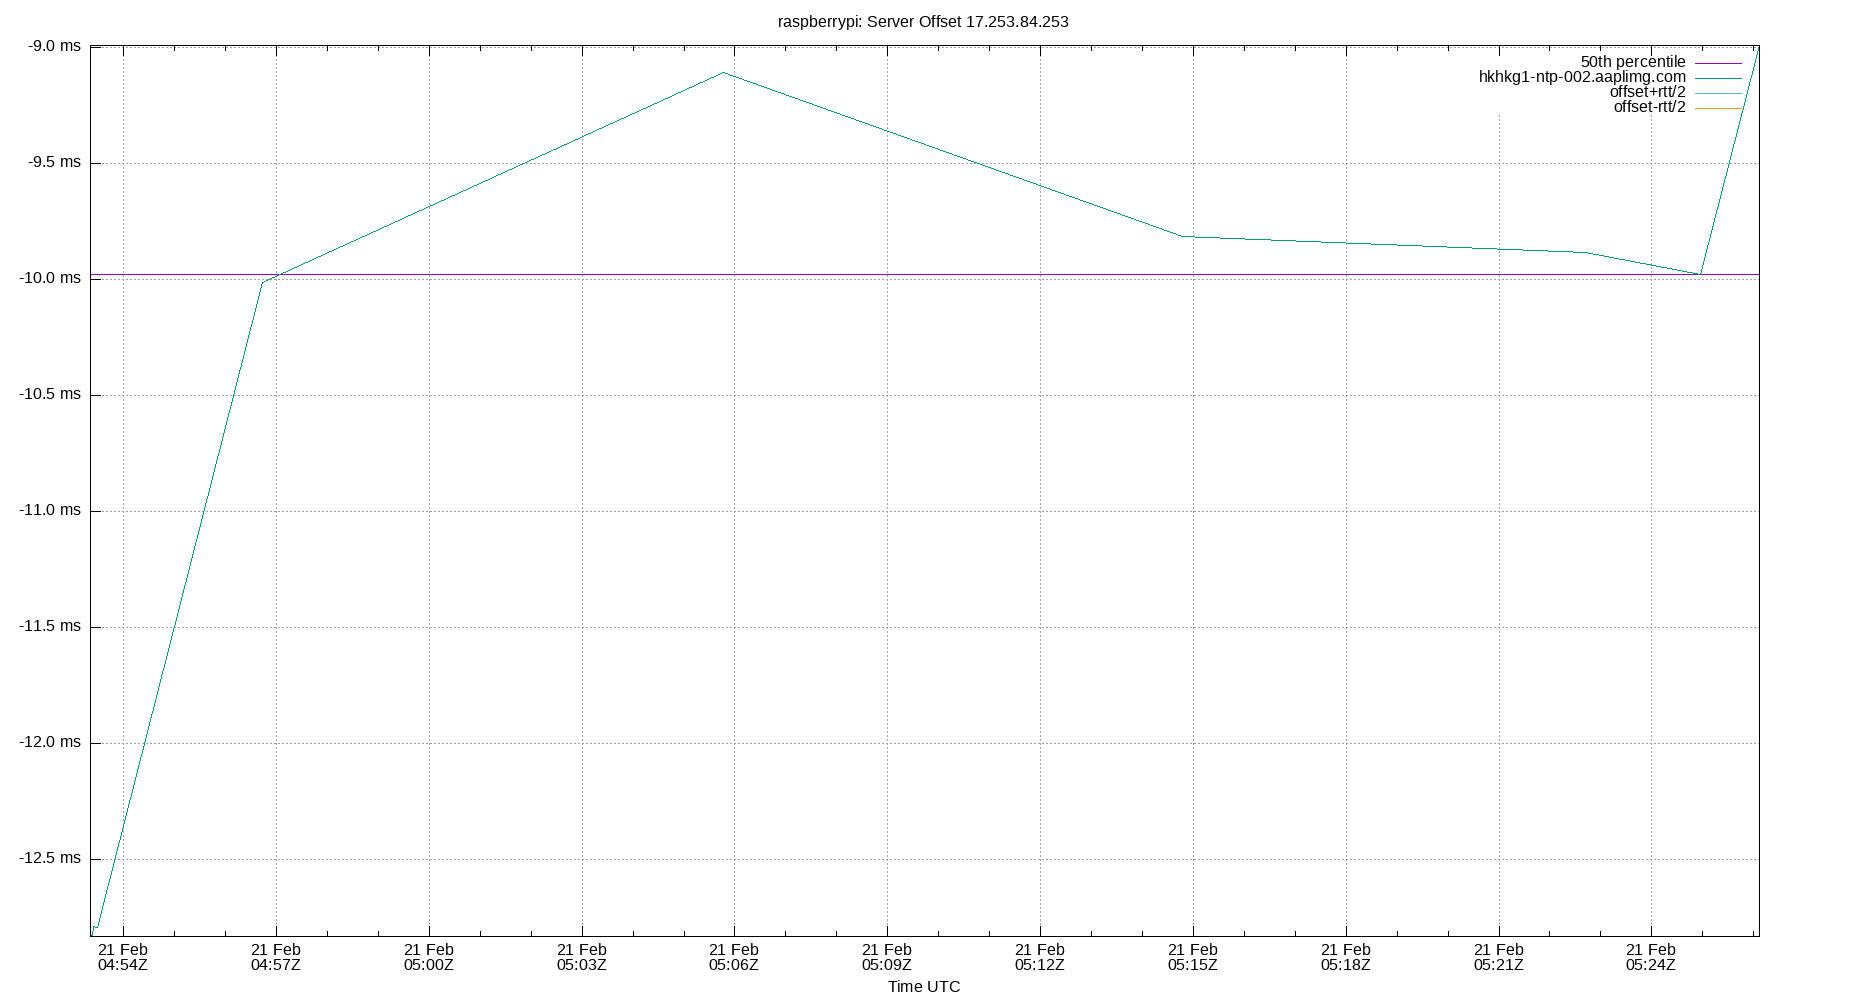 raspberrypi: Server Offset 17.253.84.253
-9.0 ms
50th percentile
hkhkg1-ntp-002.aaplimg.com
offset+rtt/2
offset-rtt/2
-9.5 ms
-10.0 ms
-10.5 ms
-11.0 ms
-11.5 ms
-12.0 ms
-12.5 ms
21 Feb 21 Feb 21 Feb 21 Feb 21 Feb 21 Feb 21 Feb 21 Feb 21 Feb 21 Feb 21 Feb
04:54Z 04:57Z 05:00Z 05:03Z 05:06Z 05:09Z 05:12Z 05:15Z 05:18Z 05:21Z 05:24Z
Time UTC